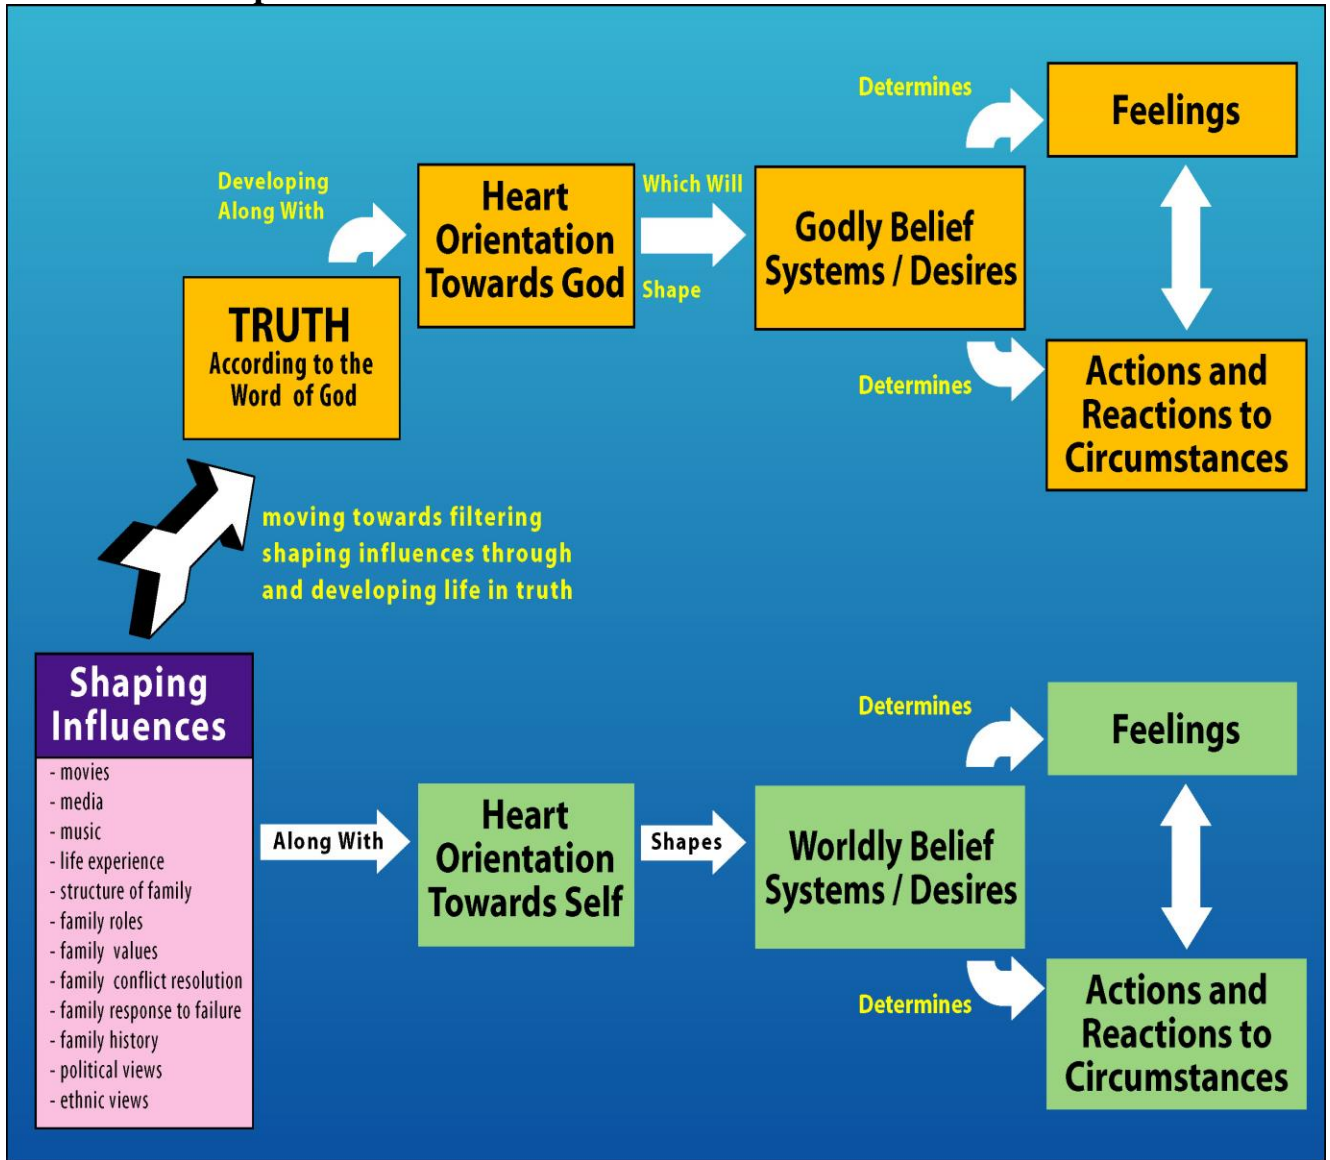 Determines
Feelings
Developing
Along With
Heart
Orientation
Towards God
Which Will
Shape
Godly Belief
Systems / Desires
TRUTH
According to the
Word of God
Determines
Actions and
Reactions to
Circumstances
moving towards filtering
shaping influences through
and developing life in truth
Shaping
Influences
- movies
- media
- music
- life experience
- structure of family
- family roles
- family values
- family conflict resolution
- family response to failure
- family history
- political views
- ethnic views
Along With
Heart
Orientation
Towards Self
Shapes
Worldly Belief
Systems / Desires
Determines
Feelings
Determines
Actions and
Reactions to
Circumstances